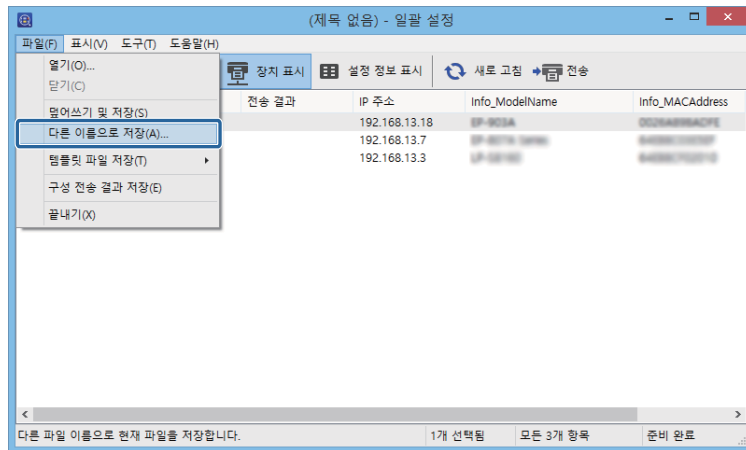 (제목 없음) - 일괄 설정
파일(F) 표시(V) 도구(T) 도움말(H)
열기(O)...
닫기(C)
덮어쓰기 및 저장(S)
다른 이름으로 저장(A)...
템플릿 파일 저장(T)
구성 전송 결과 저장(E)
끝내기(X)
장치 표시 설정 정보 표시 새로 고침 전송
전송 결과 IP 주소 Info_ModelName Info_MACAddress
192.168.13.18 EP-903A
192.168.13.7
192.168.13.3
다른 파일 이름으로 현재 파일을 저장합니다. 1개 선택됨 모든 3개 항목 준비 완료